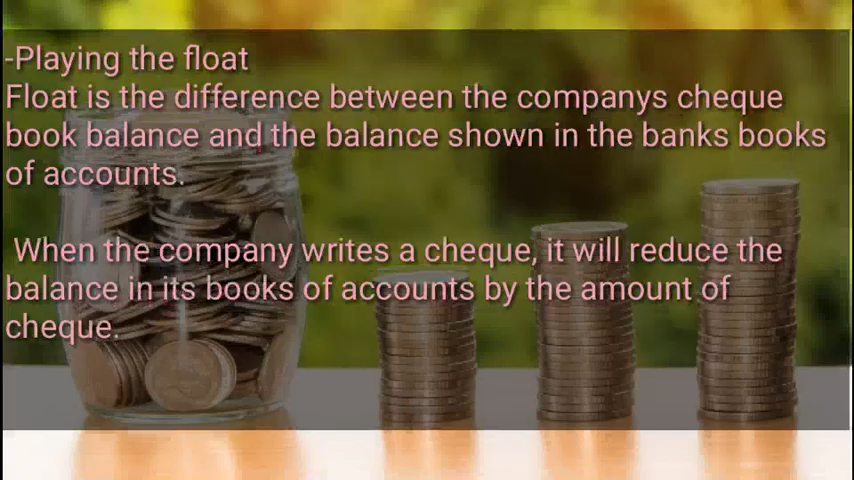 -Playing the float
Float is the difference between the companys cheque
book balance and the balance shown in the banks books
of accounts.
When the company writes a cheque, it will reduce the
balance in its books of accounts by the amount of
cheque.